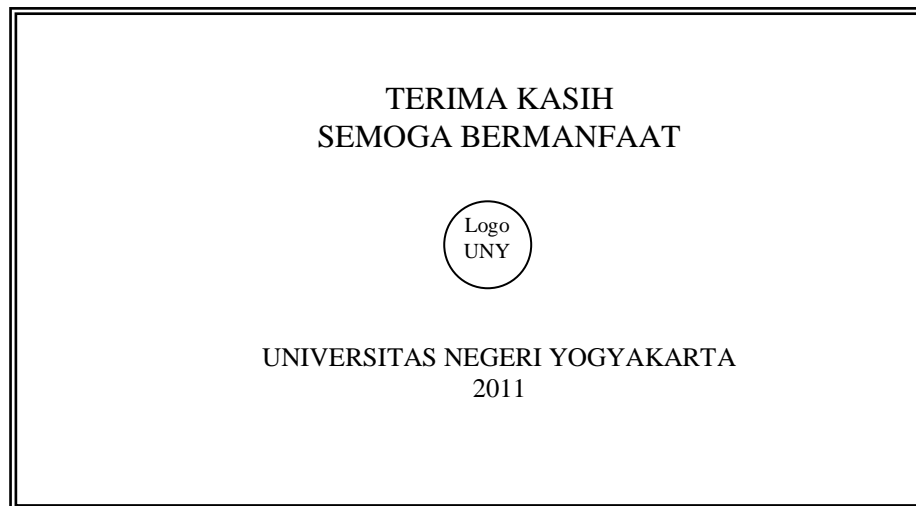 TERIMA KASIH
SEMOGA BERMANFAAT
Logo
UNY
UNIVERSITAS NEGERI YOGYAKARTA
2011